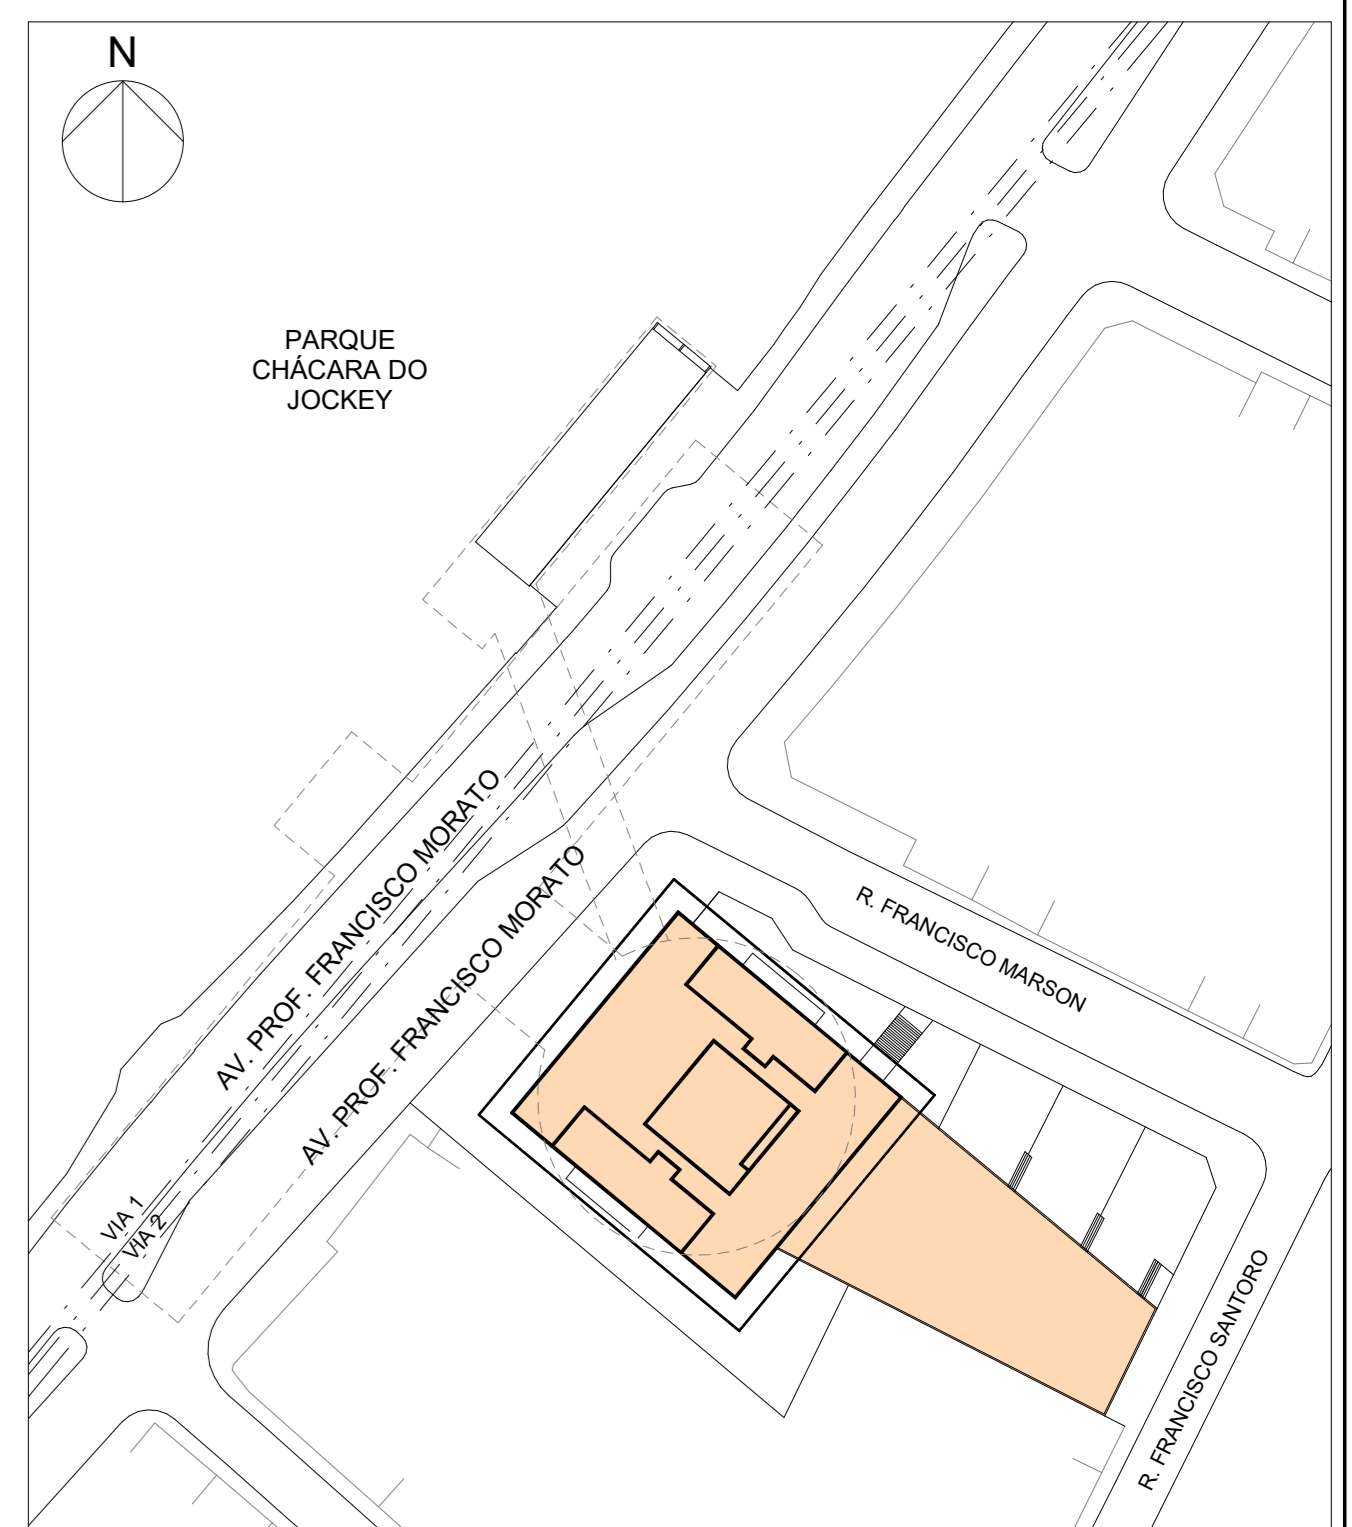 N
PARQUE
CHÁCARA DO
JOCKEY
AV. PROF. FRANCISCO MORATO
AV. PROF. FRANCISCO MORATO
R. FRANCISCO MARSON
VIA 1
VIA 2
R. FRANCISCO SANTORO